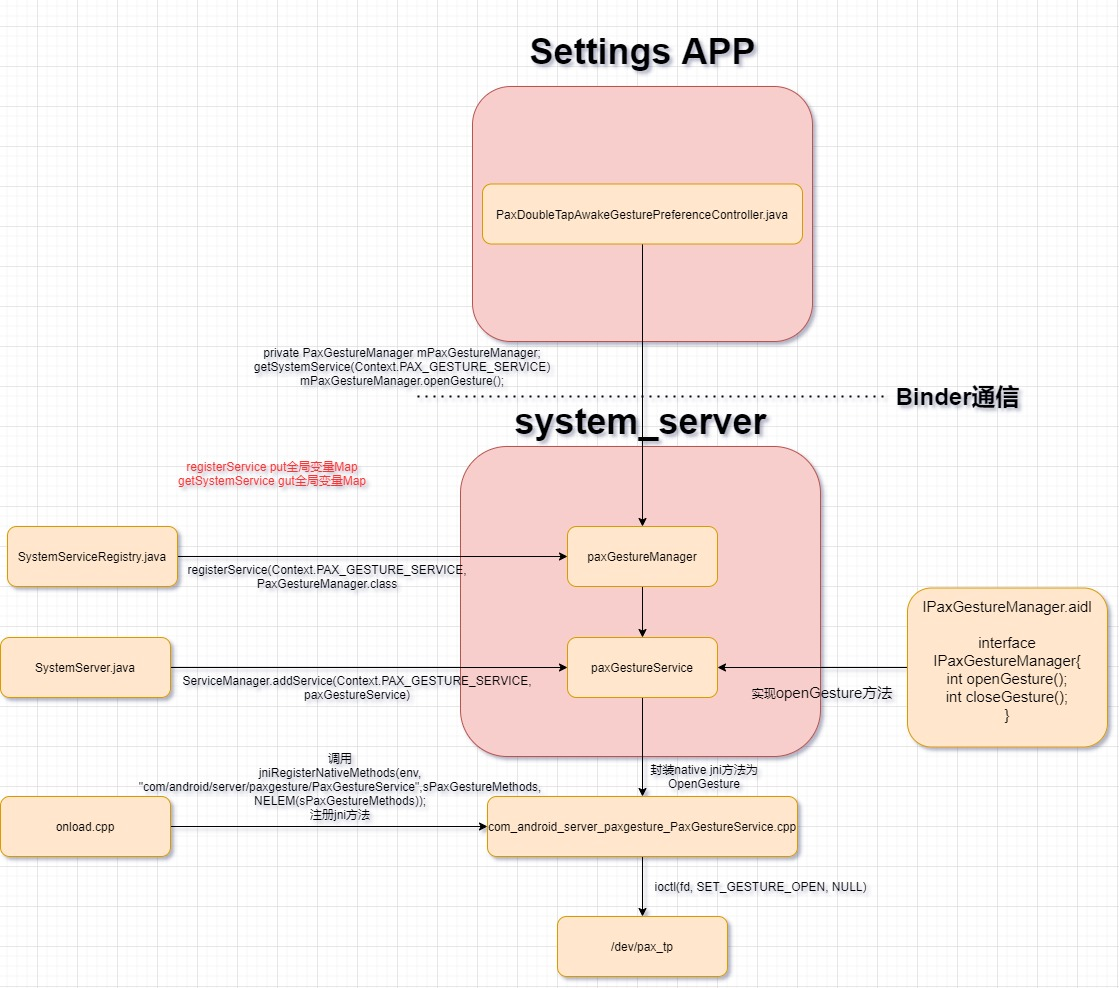 Settings APP
PaxDoubleTapAwakeGesturePreferenceController.java
private PaxGestureManager mPaxGestureManager;
getSystemService(Context.PAX_GESTURE_SERVICE)
mPaxGestureManager.openGesture();
Binder通信
system_server
registerService put全局变量Map
getSystemService gut全局变量Map
SystemServiceRegistry.java
registerService(Context.PAX_GESTURE_SERVICE,
PaxGestureManager.class
paxGestureManager
IPaxGestureManager.aidl
interface
IPaxGestureManager{
int openGesture();
int closeGesture();
}
SystemServer.java
ServiceManager.addService(Context.PAX_GESTURE_SERVICE,
paxGestureService)
paxGestureService
实现openGesture方法
调用
jniRegisterNativeMethods(env,
"com/android/server/paxgesture/PaxGestureService",sPaxGestureMethods,
NELEM(sPaxGestureMethods));
注册jni方法
封装native jni方法为
OpenGesture
onload.cpp
com_android_server_paxgesture_PaxGestureService.cpp
ioctl(fd, SET_GESTURE_OPEN, NULL)
/dev/pax_tp